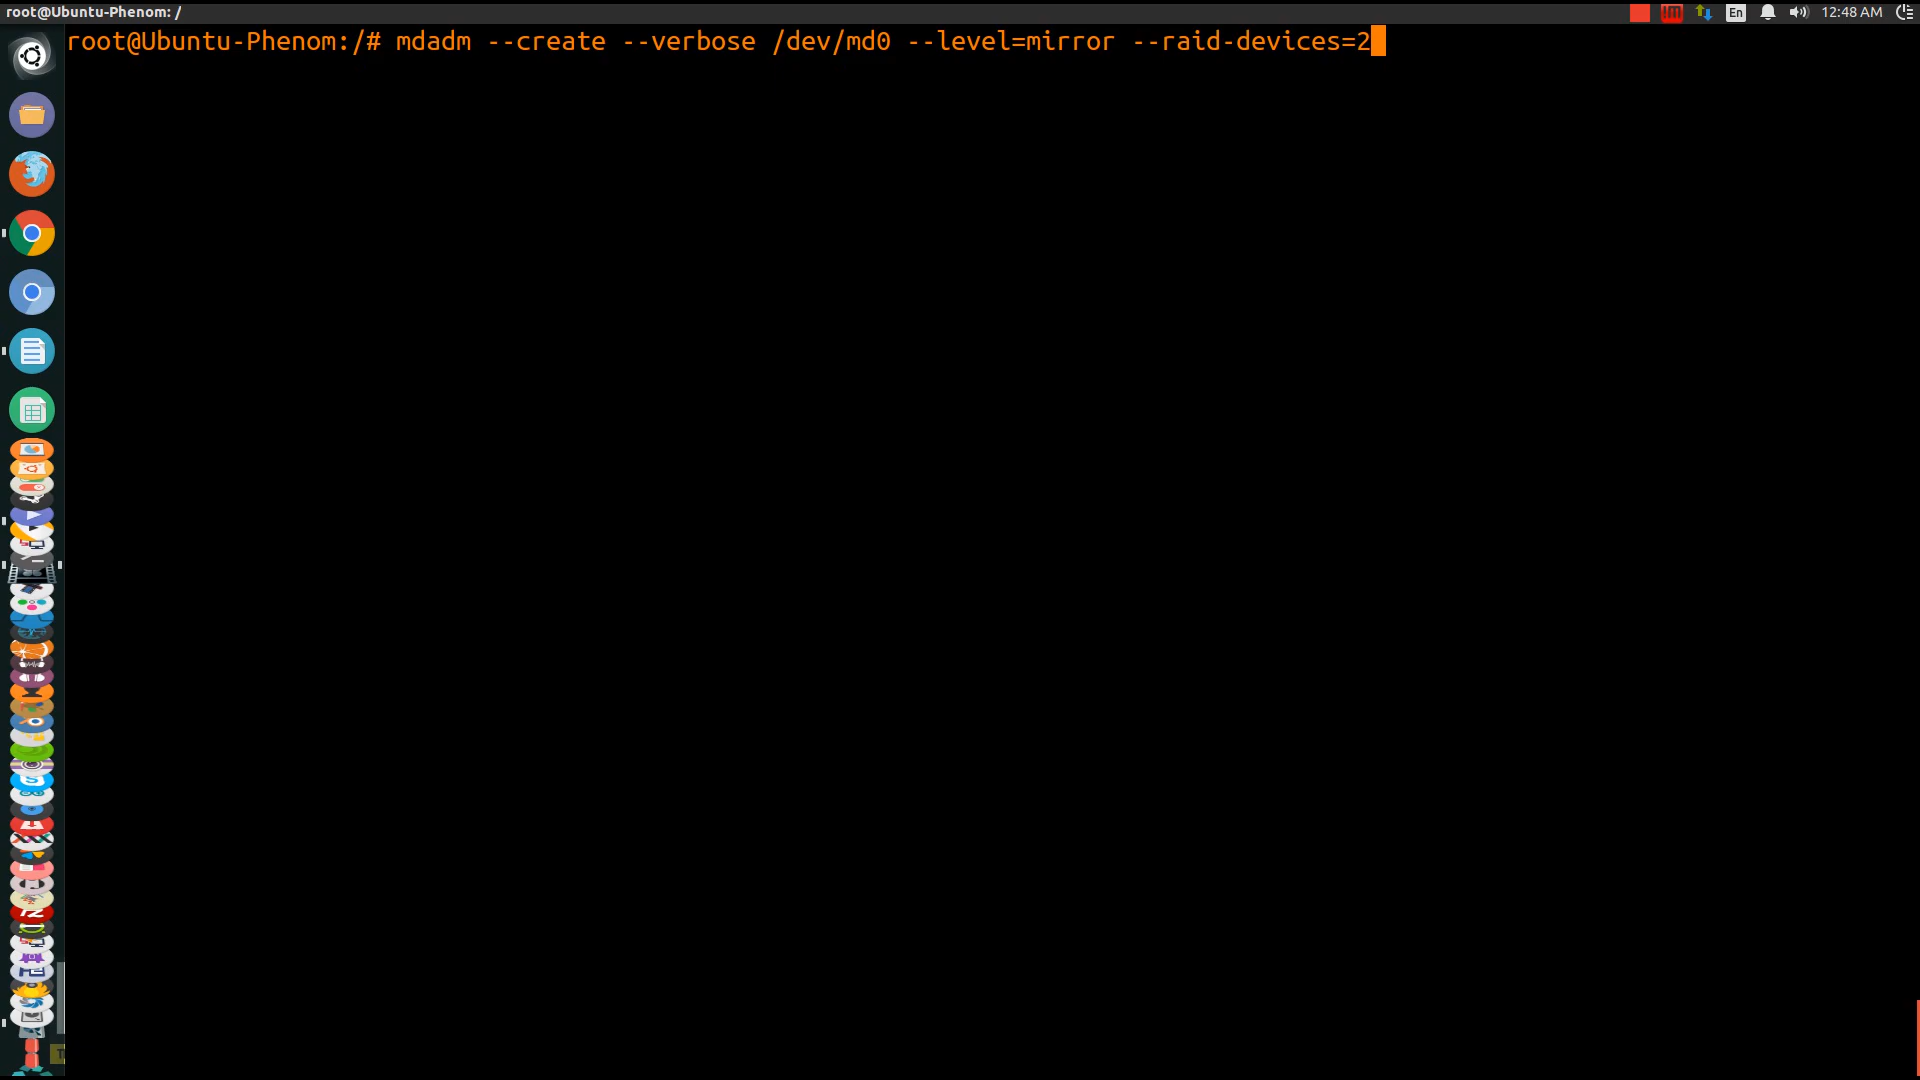 root@Ubuntu-Phenom: /
En
12:48 AM
root@Ubuntu-Phenom:/# mdadm --create --verbose /dev/md0 --level=mirror --raid-devices=2